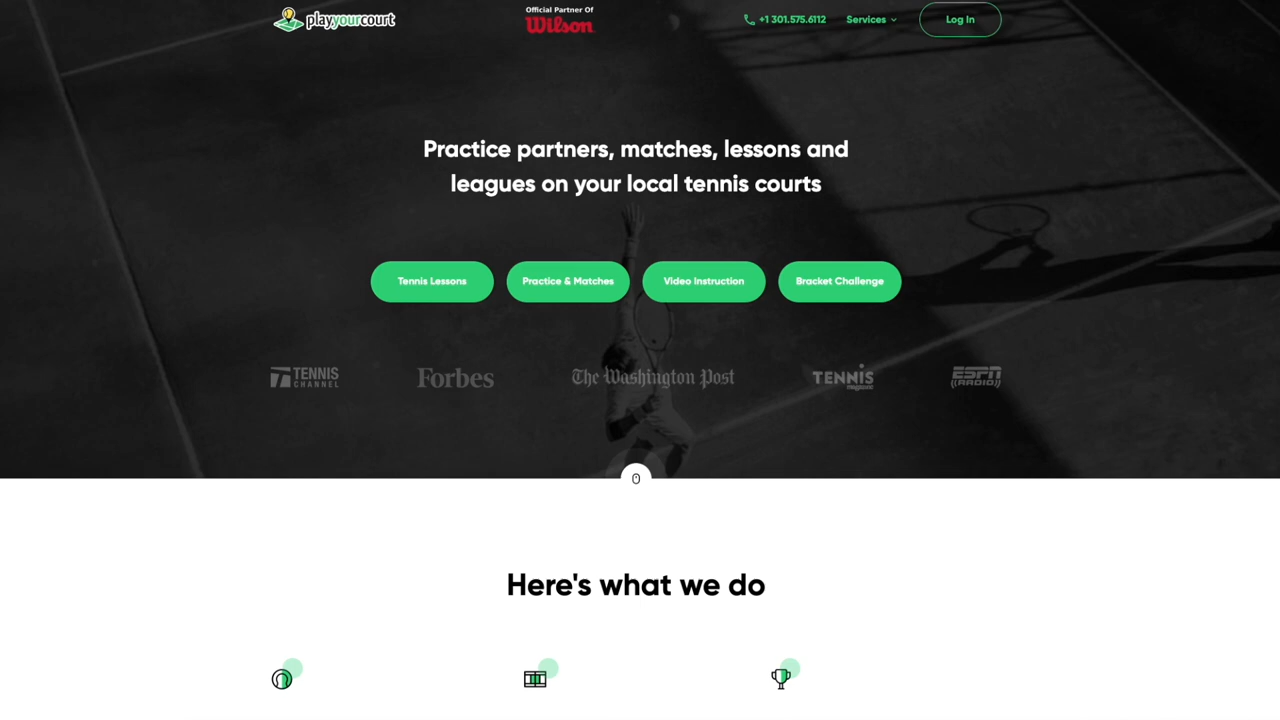 playyourcourt
Official Partner Of
Wilson
+1 301.575.6112
Services
Log In
Practice partners, matches, lessons and
leagues on your local tennis courts
Tennis Lessons
Practice & Matches
Video Instruction
Bracket Challenge
TENNIS
CHANNEL
Forbes
The Washington Post
TENNIS
magazine
ESPN
RADIO
Here's what we do